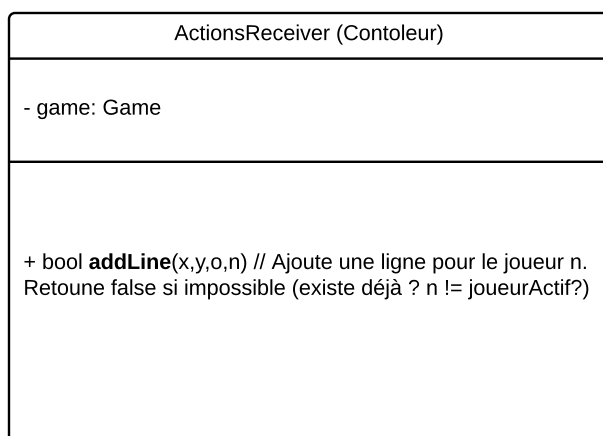 ActionsReceiver (Contoleur)
- game: Game
+ bool addLine(x,y,o,n) // Ajoute une ligne pour le joueur n.
Retoune false si impossible (existe déjà ? n != joueurActif?)